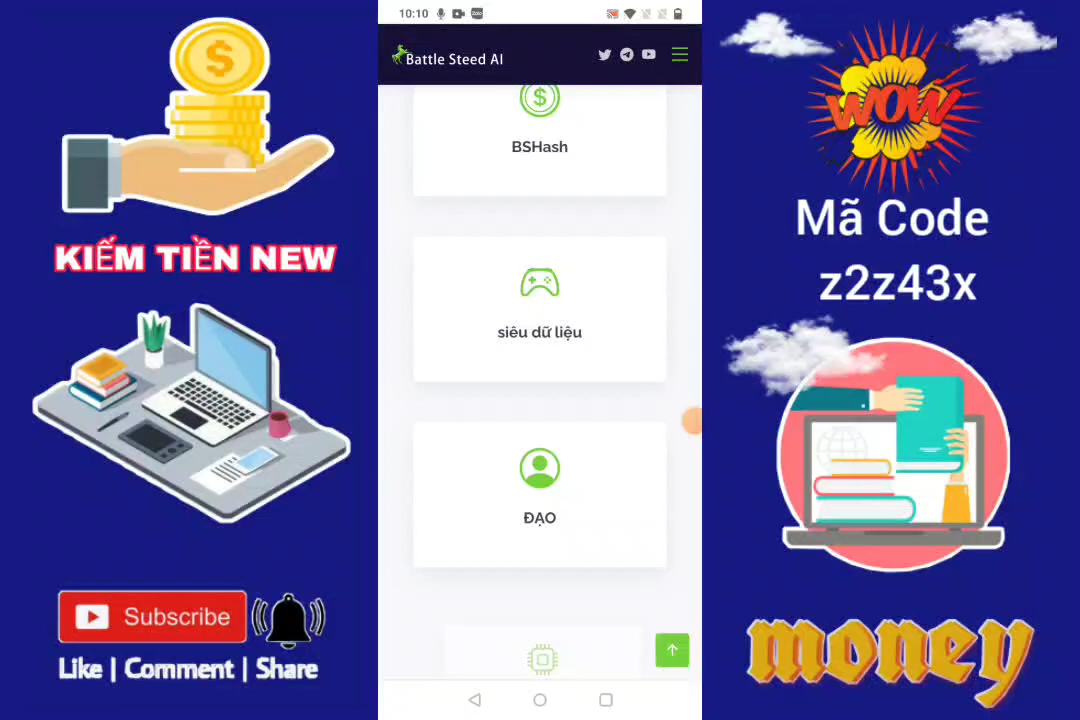 10:10
Zalo
Battle Steed AI
BSHash
siêu dữ liệu
ĐẠO
KIẾM TIỀN NEW
Subscribe
Like | Comment | Share
WOW
Mã Code
z2z43x
money